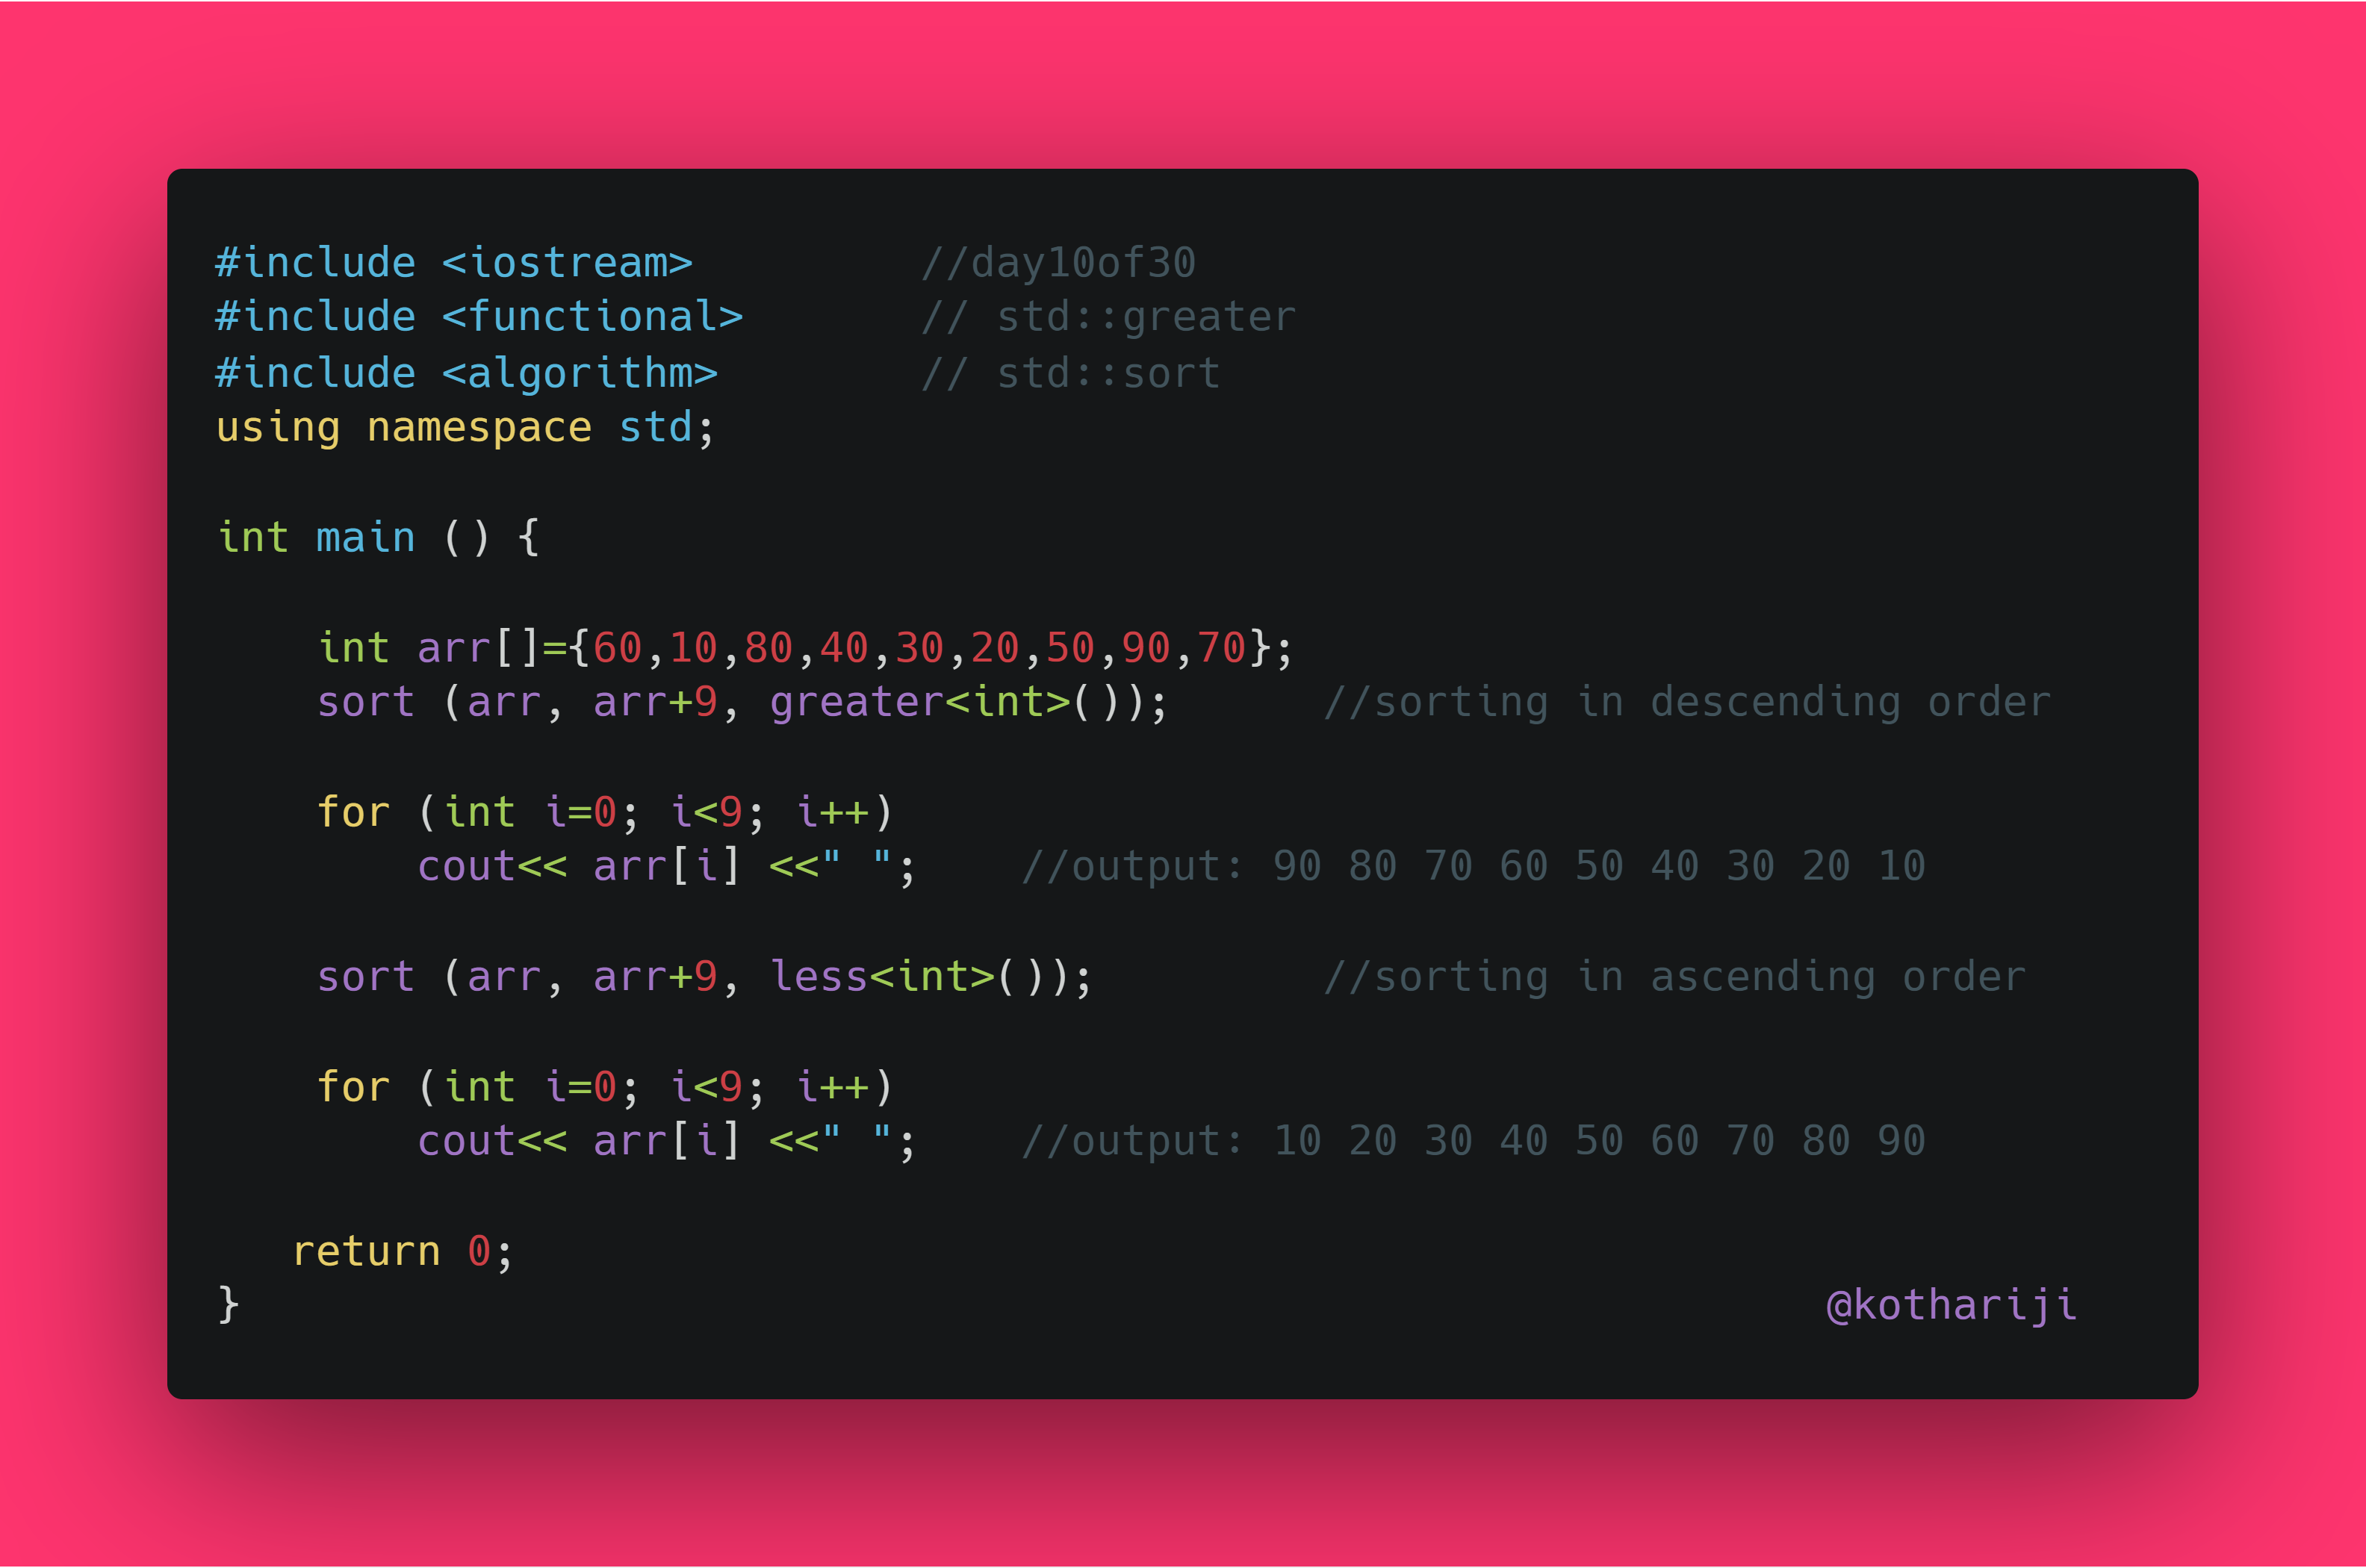 #include <iostream>         //day10of30
#include <functional>       // std::greater
#include <algorithm>        // std::sort
using namespace std;

int main () {

    int arr[]={60,10,80,40,30,20,50,90,70};
    sort (arr, arr+9, greater<int>());      //sorting in descending order

    for (int i=0; i<9; i++)
        cout<< arr[i] <<" ";    //output: 90 80 70 60 50 40 30 20 10

    sort (arr, arr+9, less<int>());         //sorting in ascending order

    for (int i=0; i<9; i++)
        cout<< arr[i] <<" ";    //output: 10 20 30 40 50 60 70 80 90

   return 0;
}                                                               @kothariji